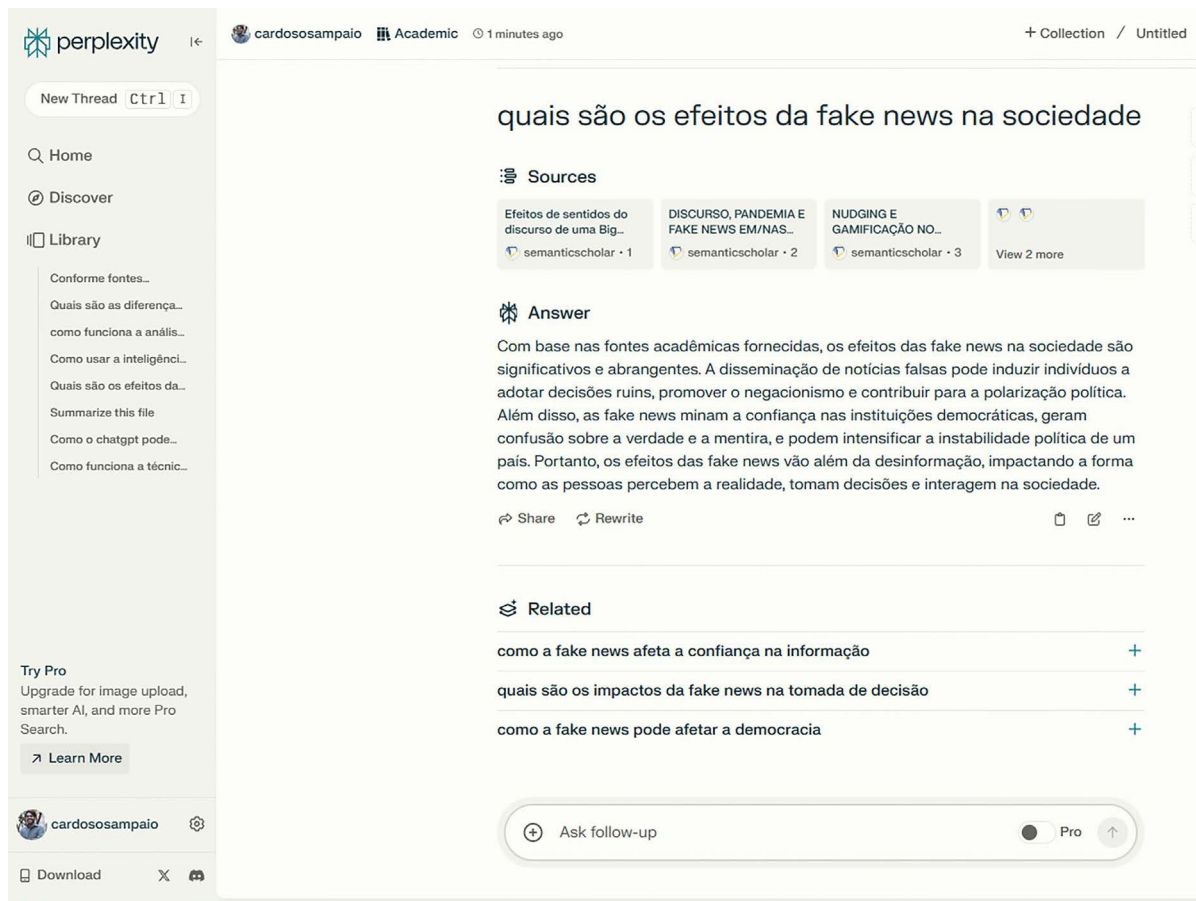 perplexity
New Thread Ctrl I
Home
Discover
Library
Conforme fontes...
Quais são as diferença...
como funciona a anális...
Como usar a inteligênci...
Quais são os efeitos da...
Summarize this file
Como o chatgpt pode...
Como funciona a técnic...
Try Pro
Upgrade for image upload,
smarter AI, and more Pro
Search.
Learn More
cardososampaio
Download
cardososampaio Academic 1 minutes ago
+ Collection / Untitled
quais são os efeitos da fake news na sociedade
Sources
Efeitos de sentidos do
discurso de uma Big...
semanticscholar • 1
DISCURSO, PANDEMIA E
FAKE NEWS EM/NAS...
semanticscholar • 2
NUDGING E
GAMIFICAÇÃO NO...
semanticscholar • 3
View 2 more
Answer
Com base nas fontes acadêmicas fornecidas, os efeitos das fake news na sociedade são
significativos e abrangentes. A disseminação de notícias falsas pode induzir indivíduos a
adotar decisões ruins, promover o negacionismo e contribuir para a polarização política.
Além disso, as fake news minam a confiança nas instituições democráticas, geram
confusão sobre a verdade e a mentira, e podem intensificar a instabilidade política de um
país. Portanto, os efeitos das fake news vão além da desinformação, impactando a forma
como as pessoas percebem a realidade, tomam decisões e interagem na sociedade.
Share Rewrite
Related
como a fake news afeta a confiança na informação
quais são os impactos da fake news na tomada de decisão
como a fake news pode afetar a democracia
Ask follow-up
Pro